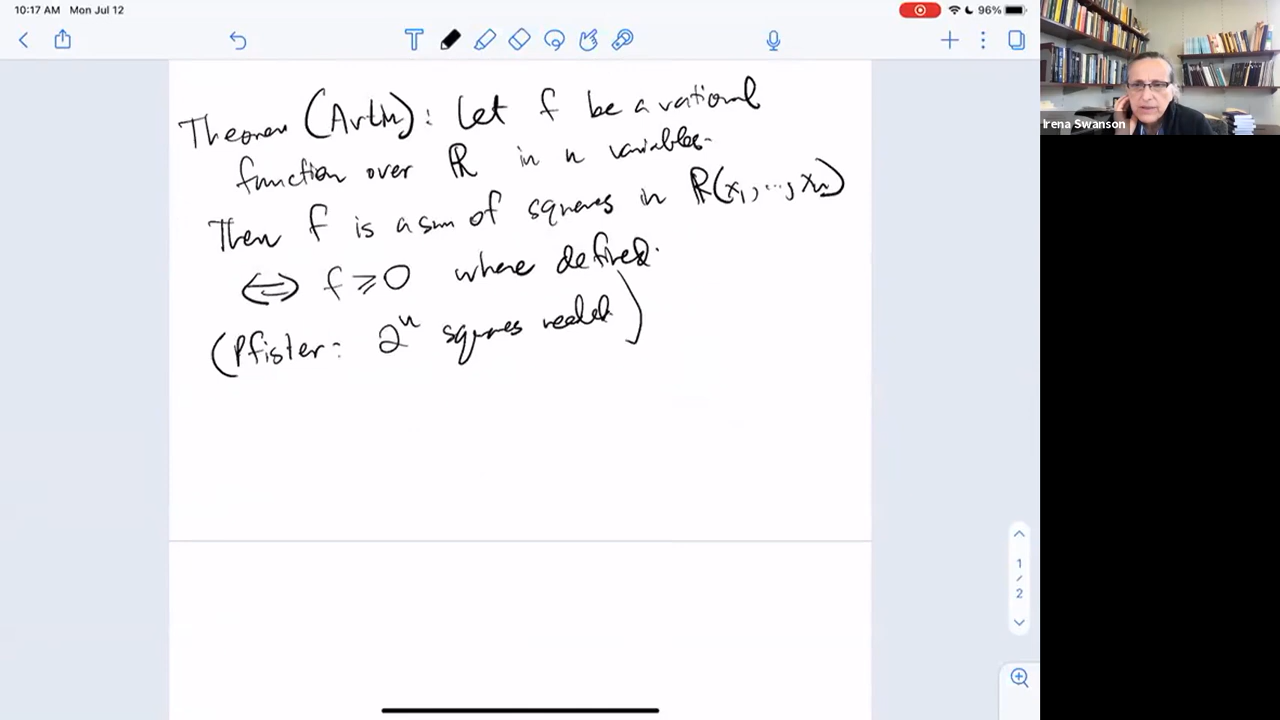 10:17 AM Mon Jul 12
96%
Irena Swanson
Theorem (Artin): Let f be a rational
function over ℝ in n variables.
Then f is a sum of squares in ℝ(x₁,...,xₙ)
⟺ f ⩾ 0 where defined.
(Pfister: 2ⁿ squares needed)
1
/
2